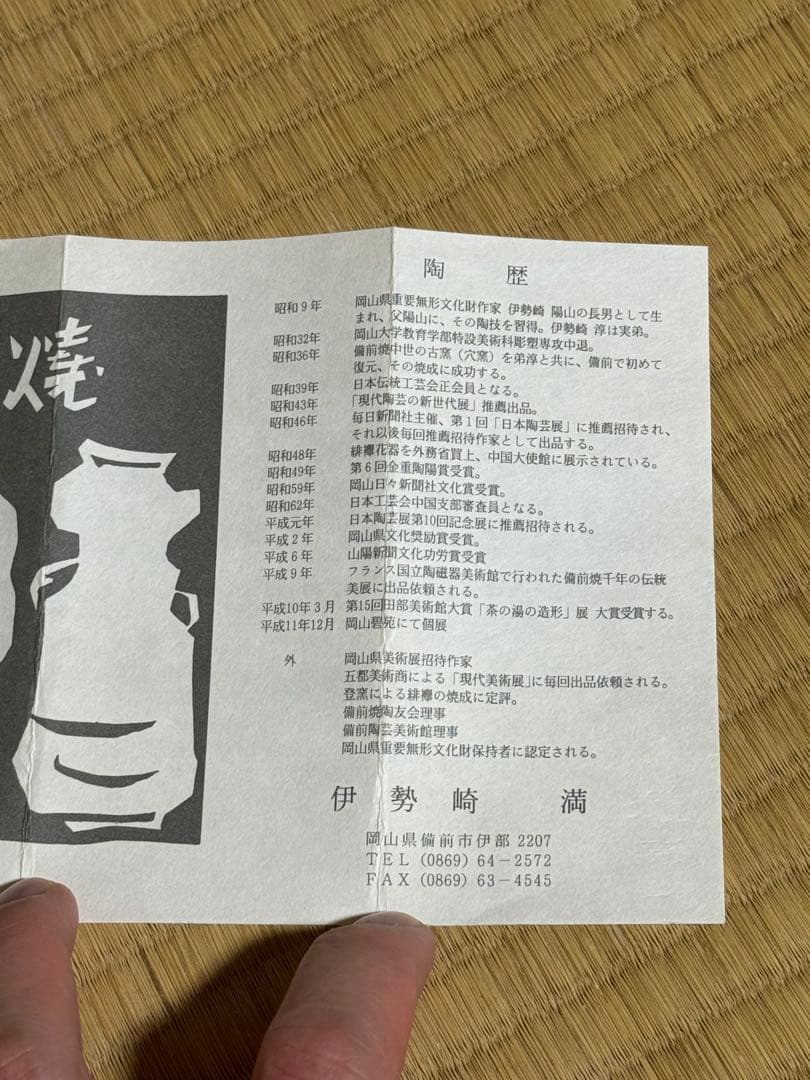 燒
陶歴
昭和9年 岡山県重要無形文化財作家 伊勢崎 陽山の長男として生
まれ、父陽山に、その陶技を習得。伊勢崎 淳は実弟。
昭和32年 岡山大学教育学部特設美術科彫塑専攻中退。
昭和36年 備前焼中世の古窯(穴窯)を弟淳と共に、備前で初めて
復元、その焼成に成功する。
昭和39年 日本伝統工芸会正会員となる。
昭和43年 「現代陶芸の新世代展」推薦出品。
昭和46年 毎日新聞社主催、第1回「日本陶芸展」に推薦招待され、
それ以後毎回推薦招待作家として出品する。
昭和48年 緋襷花器を外務省買上、中国大使館に展示されている。
昭和49年 第6回金重陶陽賞受賞。
昭和59年 岡山日々新聞社文化賞受賞。
昭和62年 日本工芸会中国支部審査員となる。
平成元年 日本陶芸展第10回記念展に推薦招待される。
平成2年 岡山県文化奨励賞受賞。
平成6年 山陽新聞文化功労賞受賞
平成9年 フランス国立陶磁器美術館で行われた備前焼千年の伝統
美展に出品依頼される。
平成10年3月 第15回田部美術館大賞「茶の湯の造形」展 大賞受賞する。
平成11年12月 岡山碧宛にて個展
外 岡山県美術展招待作家
五都美術商による「現代美術展」に毎回出品依頼される。
登窯による緋襷の焼成に定評。
備前焼陶友会理事
備前陶芸美術館理事
岡山県重要無形文化財保持者に認定される。
伊勢崎 満
岡山県備前市伊部 2207
TEL (0869) 64-2572
FAX (0869) 63-4545